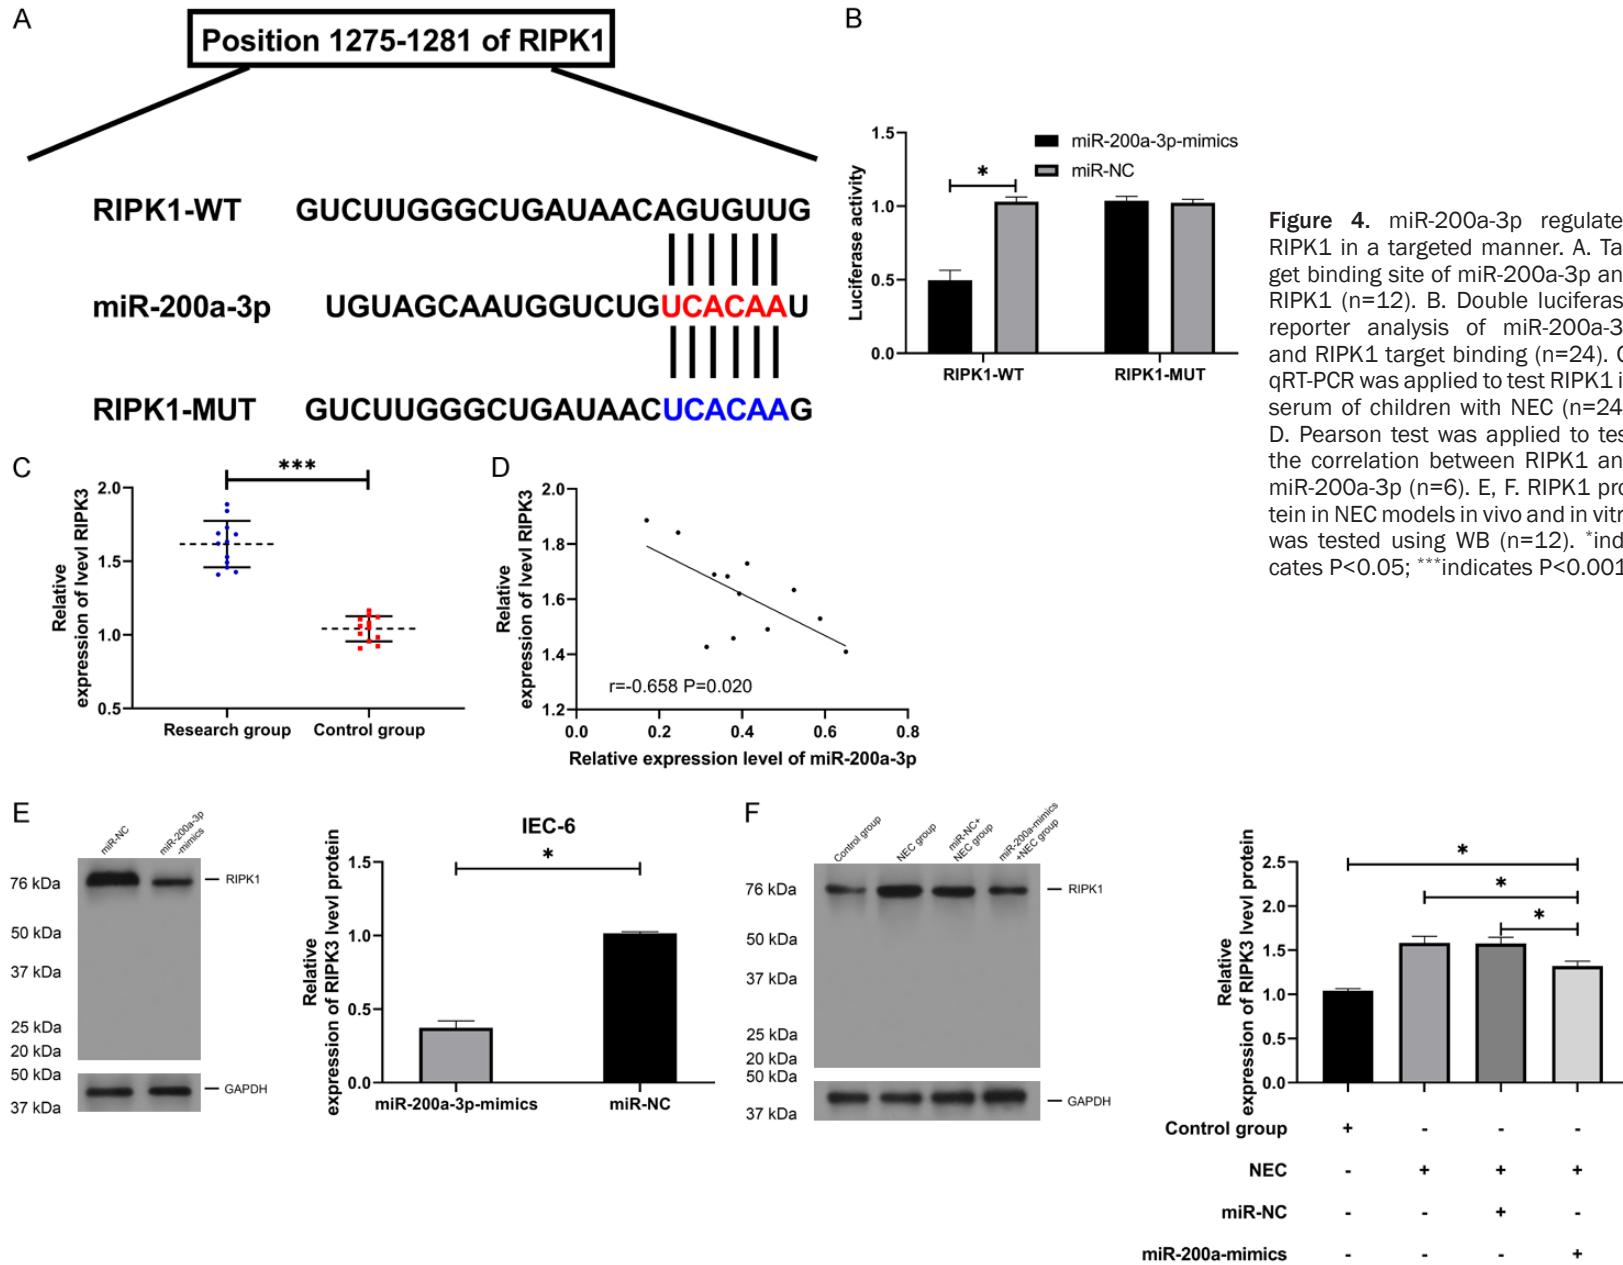 A
Position 1275-1281 of RIPK1
RIPK1-WT GUCUUGGGCUGAUAACAGUGUUG
miR-200a-3p UGUAGCAAUGGUCUGUCACAAU
RIPK1-MUT GUCUUGGGCUGAUAACUCACAAG
B
1.5
1.0
0.5
0.0
Luciferase activity
miR-200a-3p-mimics
miR-NC
*
RIPK1-WT RIPK1-MUT
Figure 4. miR-200a-3p regulate
RIPK1 in a targeted manner. A. Ta
get binding site of miR-200a-3p an
RIPK1 (n=12). B. Double luciferas
reporter analysis of miR-200a-3
and RIPK1 target binding (n=24). C
qRT-PCR was applied to test RIPK1 i
serum of children with NEC (n=24
D. Pearson test was applied to tes
the correlation between RIPK1 an
miR-200a-3p (n=6). E, F. RIPK1 pro
tein in NEC models in vivo and in vitr
was tested using WB (n=12). *ind
cates P<0.05; ***indicates P<0.001
C
Relative
expression of lvevl RIPK3
2.0
1.5
1.0
0.5
***
Research group Control group
D
Relative
expression of lvevl RIPK3
2.0
1.8
1.6
1.4
1.2
r=-0.658 P=0.020
0.0 0.2 0.4 0.6 0.8
Relative expression level of miR-200a-3p
E
miR-NC
miR-200a-3p
-mimics
76 kDa
50 kDa
37 kDa
25 kDa
20 kDa
50 kDa
37 kDa
RIPK1
GAPDH
IEC-6
Relative
expression of RIPK3 lvevl protein
1.5
1.0
0.5
0.0
*
miR-200a-3p-mimics miR-NC
F
Control group
NEC group
miR-NC+
NEC group
miR-200a-mimics
+NEC group
76 kDa
50 kDa
37 kDa
25 kDa
20 kDa
50 kDa
37 kDa
RIPK1
GAPDH
Relative
expression of RIPK3 lvevl protein
2.5
2.0
1.5
1.0
0.5
0.0
*
*
*
Control group + - - -
NEC - + + +
miR-NC - - + -
miR-200a-mimics - - - +